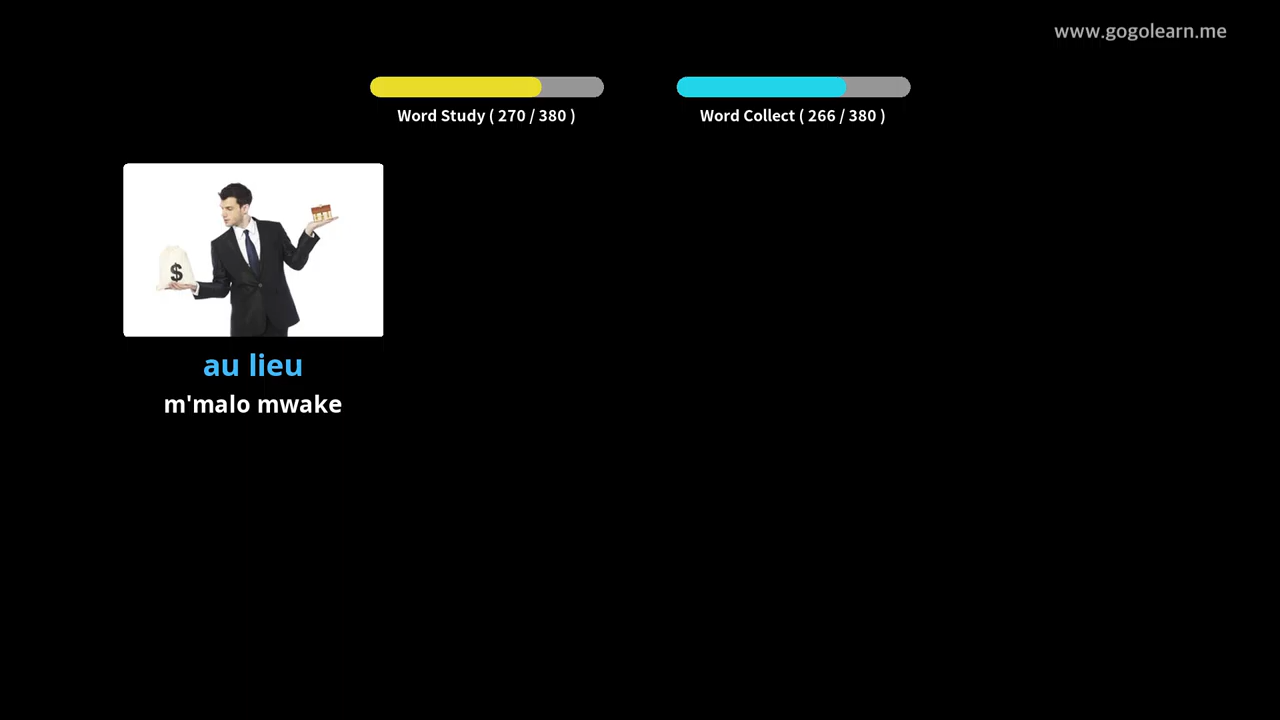 www.gogolearn.me
Word Study ( 270 / 380 )
Word Collect ( 266 / 380 )
$
au lieu
m'malo mwake